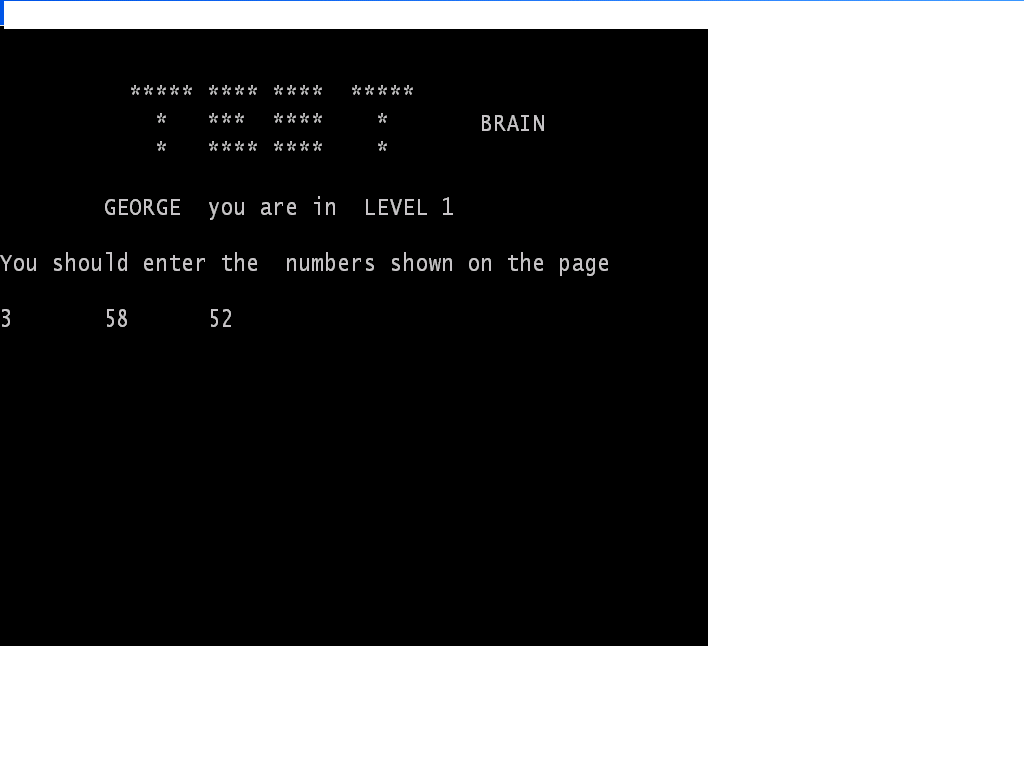 ***** **** **** *****
* *** **** * BRAIN
* **** **** *
GEORGE you are in LEVEL 1
You should enter the numbers shown on the page
3 58 52